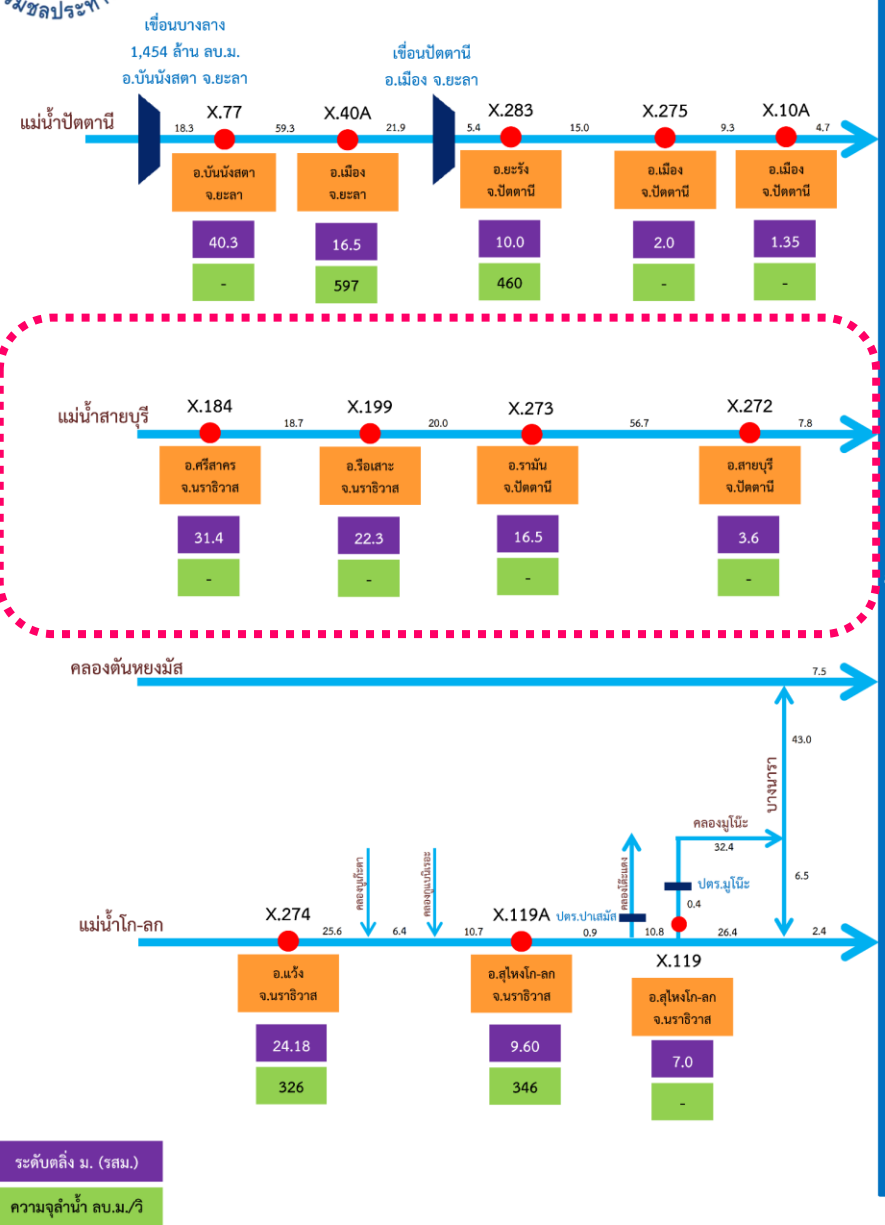 เขื่อนบางลาง
1,454 ล้าน ลบ.ม.
อ.บันนังสตา จ.ยะลา
เขื่อนปัตตานี
อ.เมือง จ.ยะลา
แม่น้ำปัตตานี
18.3 X.77 59.3 X.40A 21.9 5.4 X.283 15.0 X.275 9.3 X.10A 4.7
อ.บันนังสตา อ.เมือง อ.ยะรัง อ.เมือง อ.เมือง
จ.ยะลา จ.ยะลา จ.ปัตตานี จ.ปัตตานี จ.ปัตตานี
40.3 16.5 10.0 2.0 1.35
- 597 460 - -
แม่น้ำสายบุรี
X.184 18.7 X.199 20.0 X.273 56.7 X.272 7.8
อ.ศรีสาคร อ.รือเสาะ อ.รามัน อ.สายบุรี
จ.นราธิวาส จ.นราธิวาส จ.ปัตตานี จ.ปัตตานี
31.4 22.3 16.5 3.6
- - - -
คลองตันหยงมัส
7.5
43.0
บางนารา
คลองมูโน๊ะ
32.4
6.5
คลองโต๊ะแดง
ปตร.มูโน๊ะ
0.4
ปตร.ปาเสมัส
แม่น้ำโก-ลก
X.274 25.6 6.4 10.7 X.119A 0.9 10.8 26.4 2.4
X.119
อ.แว้ง อ.สุไหงโก-ลก อ.สุไหงโก-ลก
จ.นราธิวาส จ.นราธิวาส จ.นราธิวาส
24.18 9.60 7.0
326 346 -
ระดับตลิ่ง ม. (รสม.)
ความจุลำน้ำ ลบ.ม./วิ